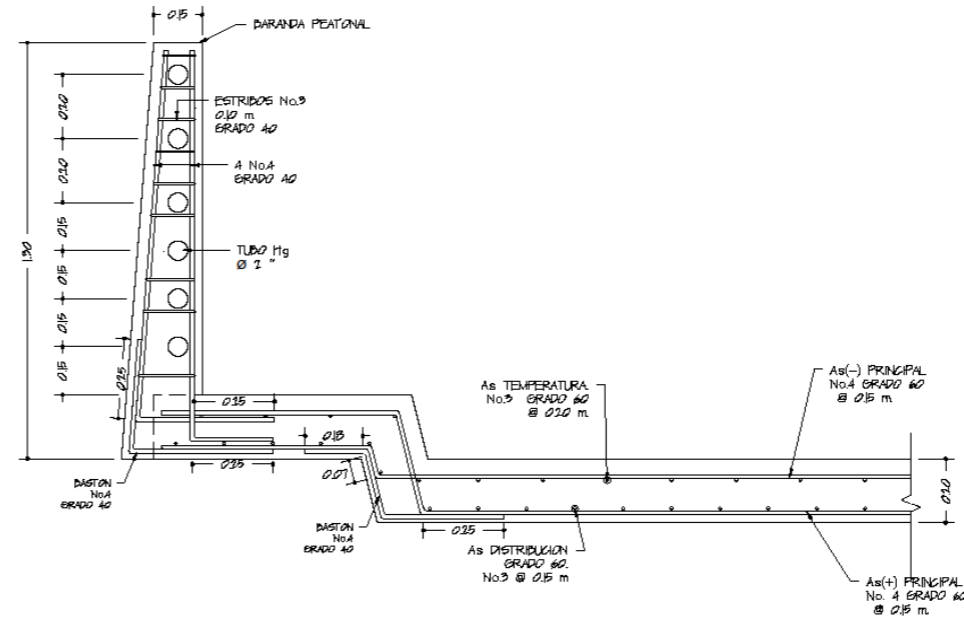 0.15
BARANDA PEATONAL
0.20
ESTRIBOS No.3
0.10 m
GRADO 40
0.20
4 No.4
GRADO 40
1.30
0.15
TUBO Hg
Ø 2 "
0.15
0.15
0.15
0.25
0.25
As TEMPERATURA
No.3 GRADO 60
@ 0.20 m
As(-) PRINCIPAL
No.4 GRADO 60
@ 0.15 m
0.18
0.25
0.07
0.20
BASTON
No.4
GRADO 40
BASTON
No.4
GRADO 40
0.25
As DISTRIBUCION
GRADO 60.
No.3 @ 0.15 m
As(+) PRINCIPAL
No. 4 GRADO 60
@ 0.15 m